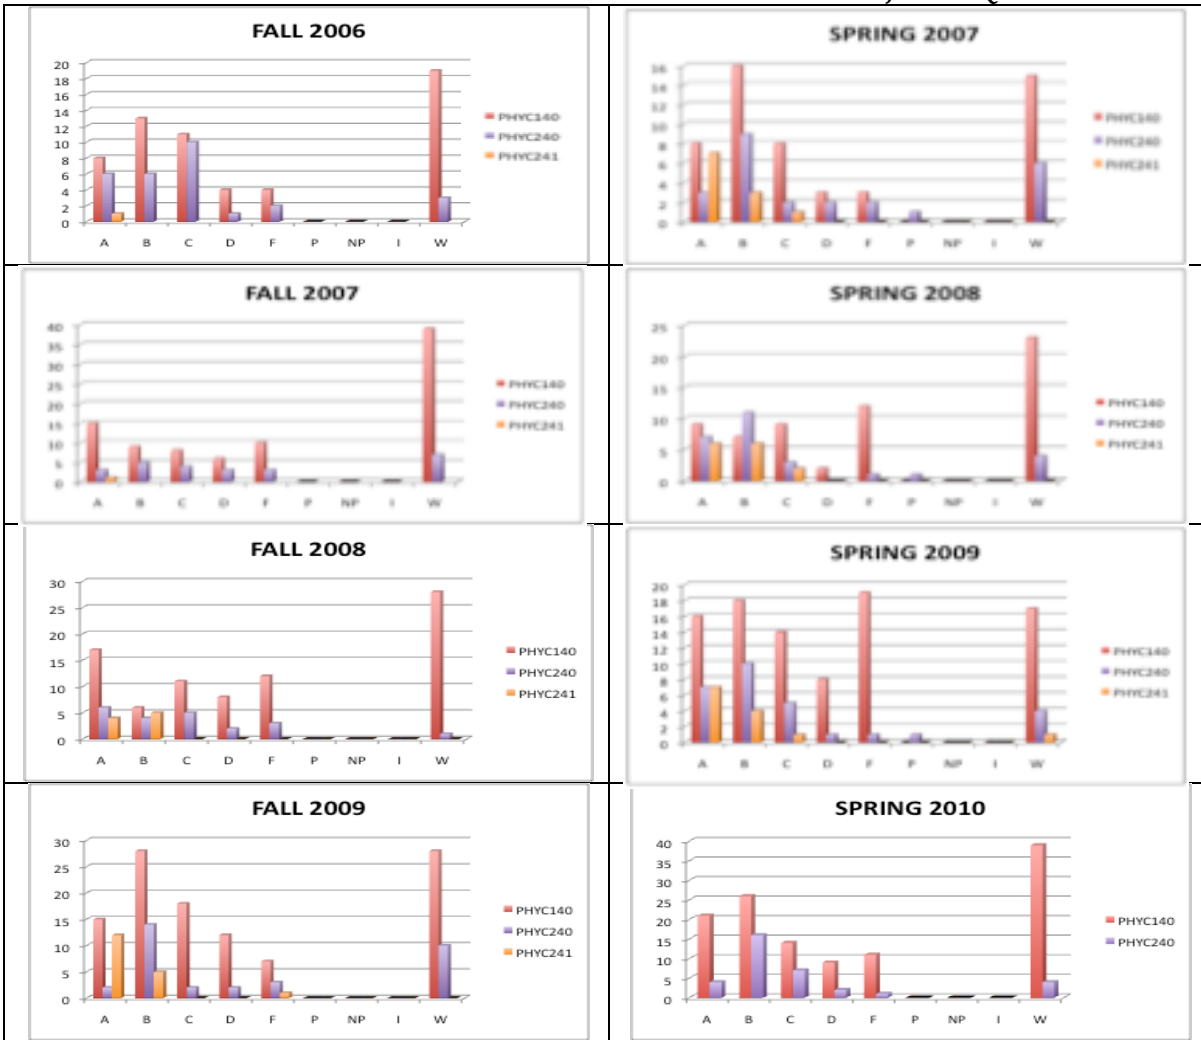 FALL 2006
20
18
16
14
12
10
8
6
4
2
0
A B C D F P NP I W
PHYC140
PHYC240
PHYC241
SPRING 2007
16
14
12
10
8
6
4
2
0
A B C D F P NP I W
PHYC140
PHYC240
PHYC241
FALL 2007
40
35
30
25
20
15
10
5
0
A B C D F P NP I W
PHYC140
PHYC240
PHYC241
SPRING 2008
25
20
15
10
5
0
A B C D F P NP I W
PHYC140
PHYC240
PHYC241
FALL 2008
30
25
20
15
10
5
0
A B C D F P NP I W
PHYC140
PHYC240
PHYC241
SPRING 2009
20
18
16
14
12
10
8
6
4
2
0
A B C D F P NP I W
PHYC140
PHYC240
PHYC241
FALL 2009
30
25
20
15
10
5
0
A B C D F P NP I W
PHYC140
PHYC240
PHYC241
SPRING 2010
40
35
30
25
20
15
10
5
0
A B C D F P NP I W
PHYC140
PHYC240